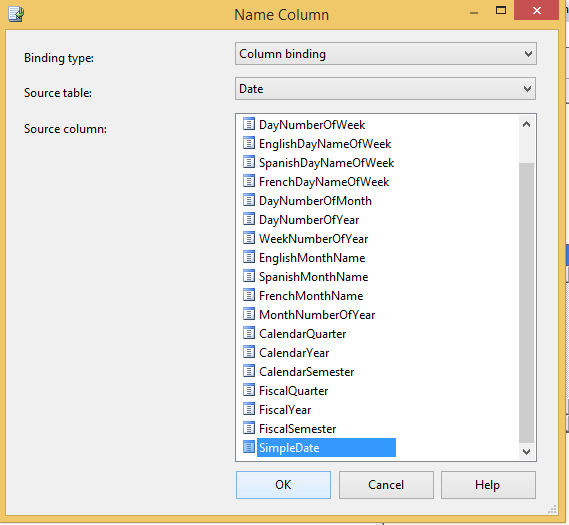 Name Column
Binding type:
Column binding
Source table:
Date
Source column:
DayNumberOfWeek
EnglishDayNameOfWeek
SpanishDayNameOfWeek
FrenchDayNameOfWeek
DayNumberOfMonth
DayNumberOfYear
WeekNumberOfYear
EnglishMonthName
SpanishMonthName
FrenchMonthName
MonthNumberOfYear
CalendarQuarter
CalendarYear
CalendarSemester
FiscalQuarter
FiscalYear
FiscalSemester
SimpleDate
OK
Cancel
Help